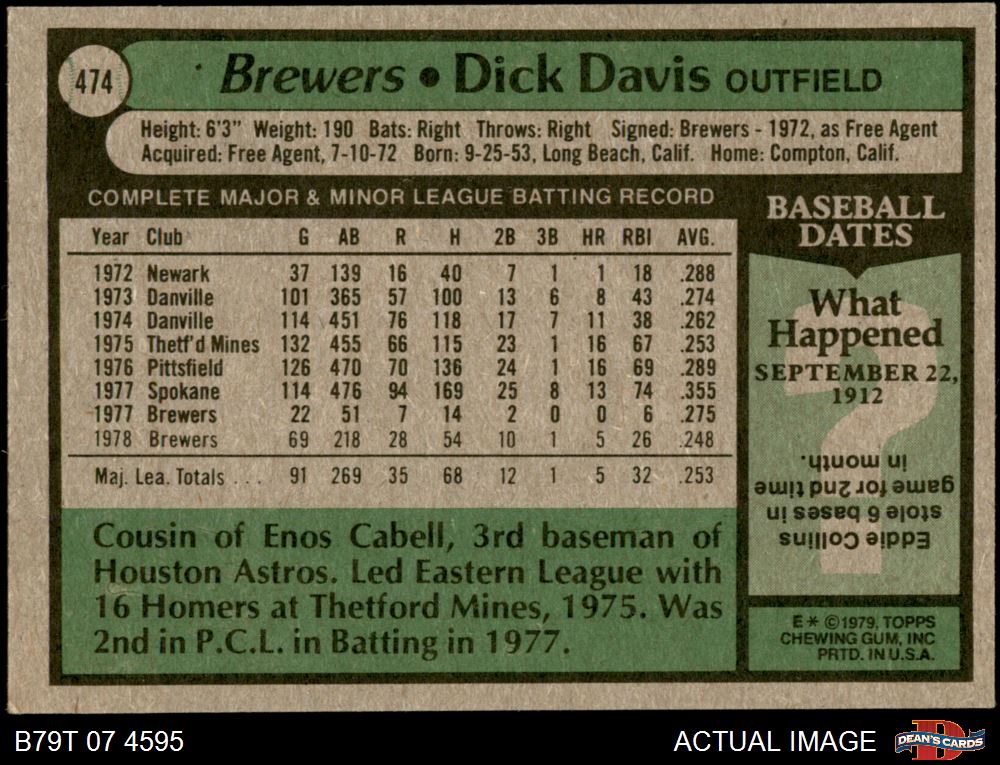 474
Brewers • Dick Davis OUTFIELD
Height: 6'3" Weight: 190 Bats: Right Throws: Right Signed: Brewers - 1972, as Free Agent
Acquired: Free Agent, 7-10-72 Born: 9-25-53, Long Beach, Calif. Home: Compton, Calif.
COMPLETE MAJOR & MINOR LEAGUE BATTING RECORD
Year Club G AB R H 2B 3B HR RBI AVG.
1972 Newark 37 139 16 40 7 1 1 18 .288
1973 Danville 101 365 57 100 13 6 8 43 .274
1974 Danville 114 451 76 118 17 7 11 38 .262
1975 Thetf'd Mines 132 455 66 115 23 1 16 67 .253
1976 Pittsfield 126 470 70 136 24 1 16 69 .289
1977 Spokane 114 476 94 169 25 8 13 74 .355
1977 Brewers 22 51 7 14 2 0 0 6 .275
1978 Brewers 69 218 28 54 10 1 5 26 .248
Maj. Lea. Totals . . . 91 269 35 68 12 1 5 32 .253
Cousin of Enos Cabell, 3rd baseman of
Houston Astros. Led Eastern League with
16 Homers at Thetford Mines, 1975. Was
2nd in P.C.L. in Batting in 1977.
BASEBALL
DATES
What
Happened
SEPTEMBER 22,
1912
?
Eddie Collins
stole 6 bases in
game for 2nd time
in month.
E* ©1979, TOPPS
CHEWING GUM, INC
PRTD. IN U.S.A.
B79T 07 4595
ACTUAL IMAGE
DEAN'S CARDS